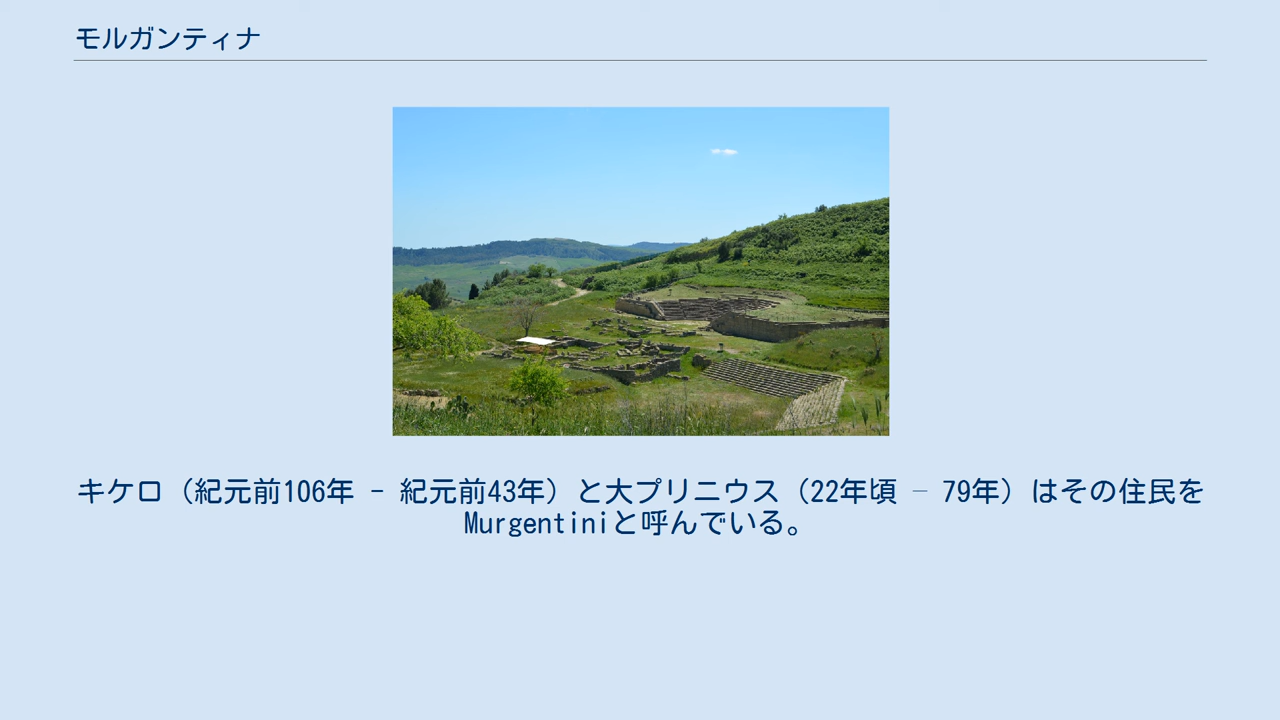 モルガンティナ
キケロ（紀元前106年 - 紀元前43年）と大プリニウス（22年頃 – 79年）はその住民を
Murgentiniと呼んでいる。